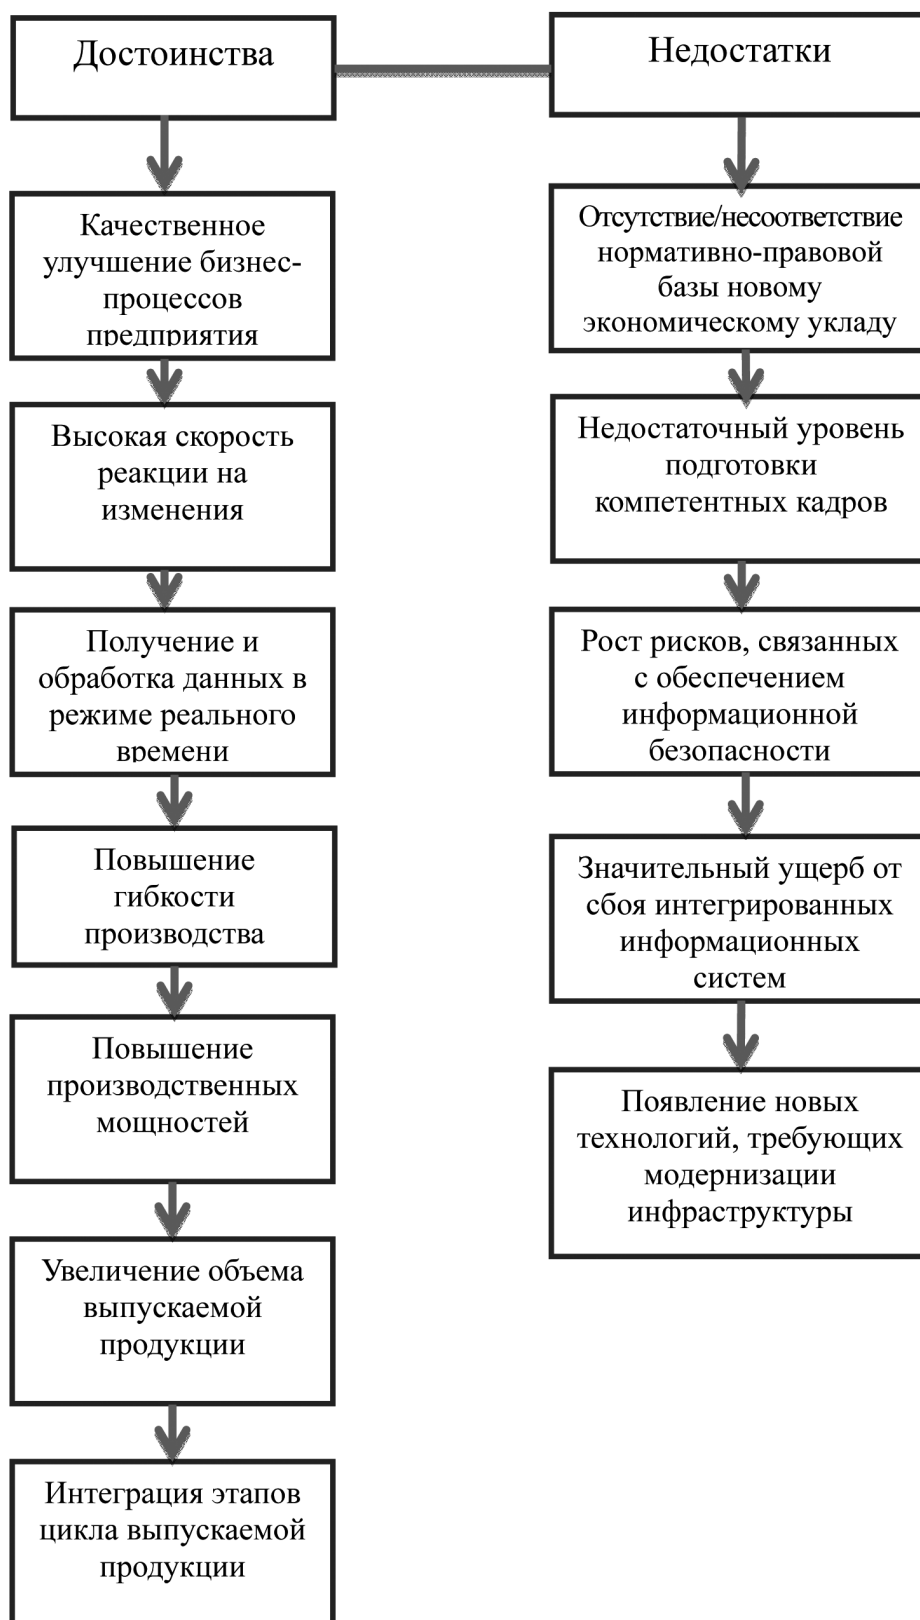 Достоинства
Качественное
улучшение бизнес-
процессов
предприятия
Высокая скорость
реакции на
изменения
Получение и
обработка данных в
режиме реального
времени
Повышение
гибкости
производства
Повышение
производственных
мощностей
Увеличение объема
выпускаемой
продукции
Интеграция этапов
цикла выпускаемой
продукции
Недостатки
Отсутствие/несоответствие
нормативно-правовой
базы новому
экономическому укладу
Недостаточный уровень
подготовки
компетентных кадров
Рост рисков, связанных
с обеспечением
информационной
безопасности
Значительный ущерб от
сбоя интегрированных
информационных
систем
Появление новых
технологий, требующих
модернизации
инфраструктуры